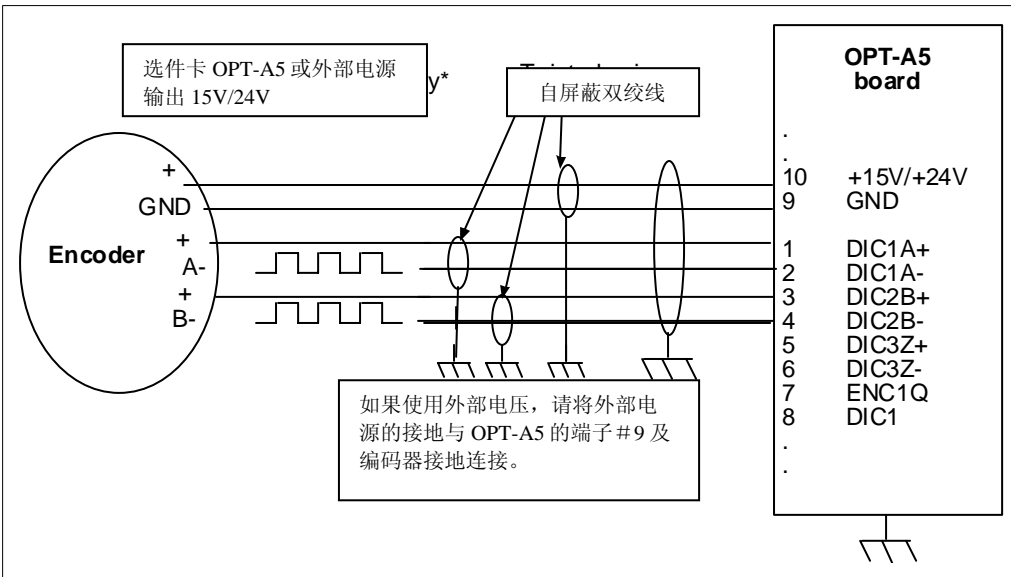 选件卡 OPT-A5 或外部电源
输出 15V/24V
y*
自屏蔽双绞线
OPT-A5
board
.
.
+
10 +15V/+24V
GND
9 GND
Encoder
+
1 DIC1A+
A-
2 DIC1A-
+
3 DIC2B+
B-
4 DIC2B-
5 DIC3Z+
6 DIC3Z-
7 ENC1Q
8 DIC1
.
.
如果使用外部电压，请将外部电
源的接地与 OPT-A5 的端子＃9 及
编码器接地连接。